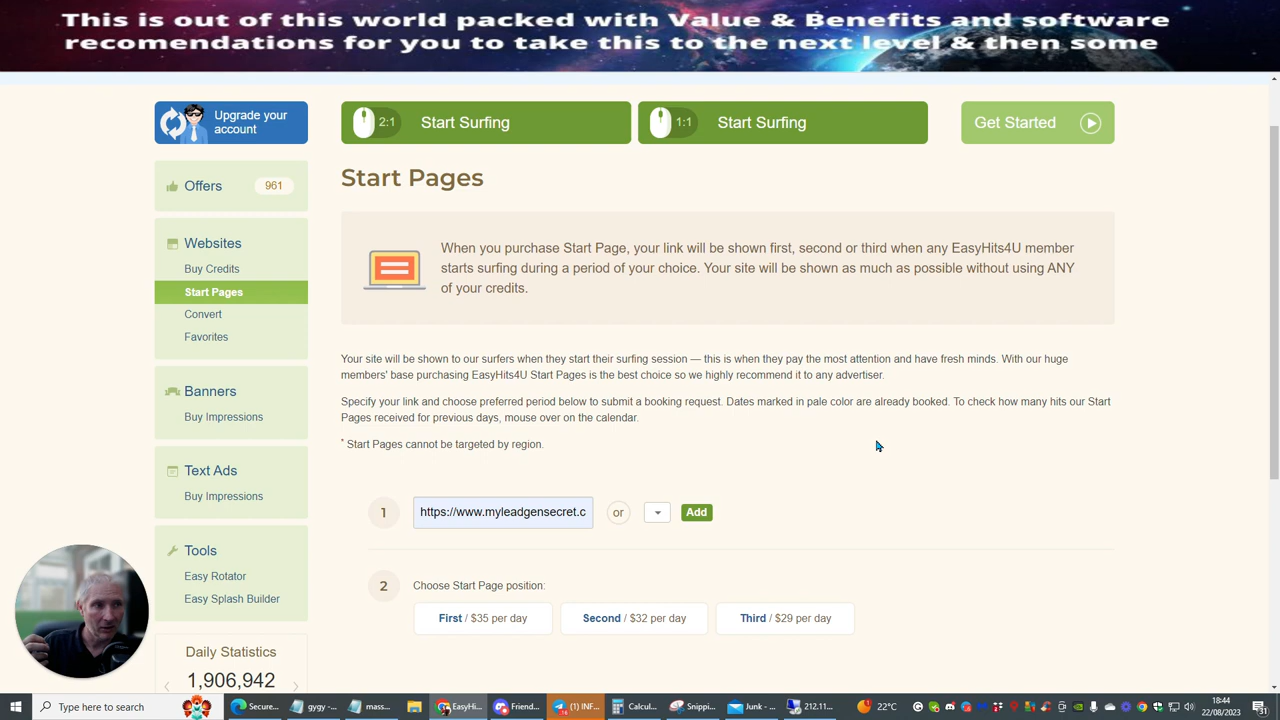 This is out of this world packed with Value & Benefits and software
recomendations for you to take this to the next level & then some
Upgrade your
account
2:1 Start Surfing
1:1 Start Surfing
Get Started
Offers 961
Websites
Buy Credits
Start Pages
Convert
Favorites
Banners
Buy Impressions
Text Ads
Buy Impressions
Tools
Easy Rotator
Easy Splash Builder
Daily Statistics
1,906,942
Start Pages
When you purchase Start Page, your link will be shown first, second or third when any EasyHits4U member
starts surfing during a period of your choice. Your site will be shown as much as possible without using ANY
of your credits.
Your site will be shown to our surfers when they start their surfing session — this is when they pay the most attention and have fresh minds. With our huge
members' base purchasing EasyHits4U Start Pages is the best choice so we highly recommend it to any advertiser.
Specify your link and choose preferred period below to submit a booking request. Dates marked in pale color are already booked. To check how many hits our Start
Pages received for previous days, mouse over on the calendar.
* Start Pages cannot be targeted by region.
1 https://www.myleadgensecret.c or Add
2 Choose Start Page position:
First / $35 per day
Second / $32 per day
Third / $29 per day
Type here to search
Secure...
gygy -...
mass...
EasyHi...
Friend...
(1) INF...
Calcul...
Snippi...
Junk -...
212.11...
22°C
18:44
22/08/2023